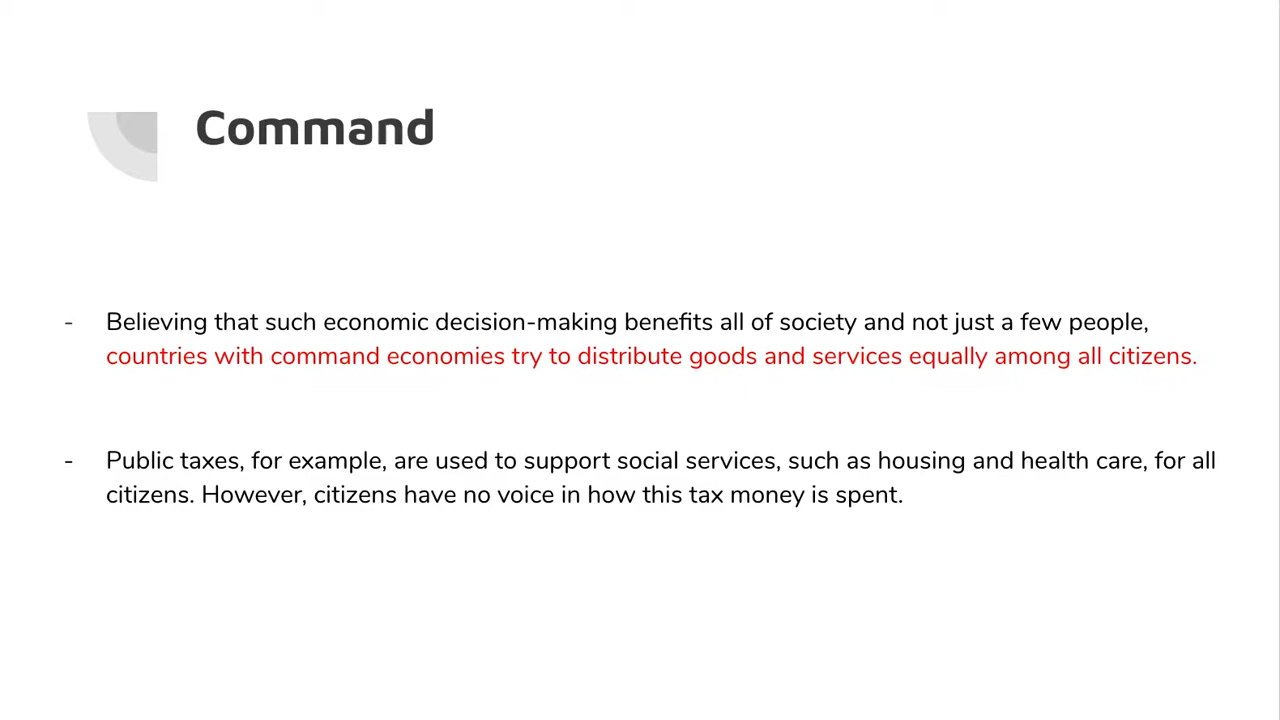 Command
- Believing that such economic decision-making benefits all of society and not just a few people,
countries with command economies try to distribute goods and services equally among all citizens.
- Public taxes, for example, are used to support social services, such as housing and health care, for all
citizens. However, citizens have no voice in how this tax money is spent.